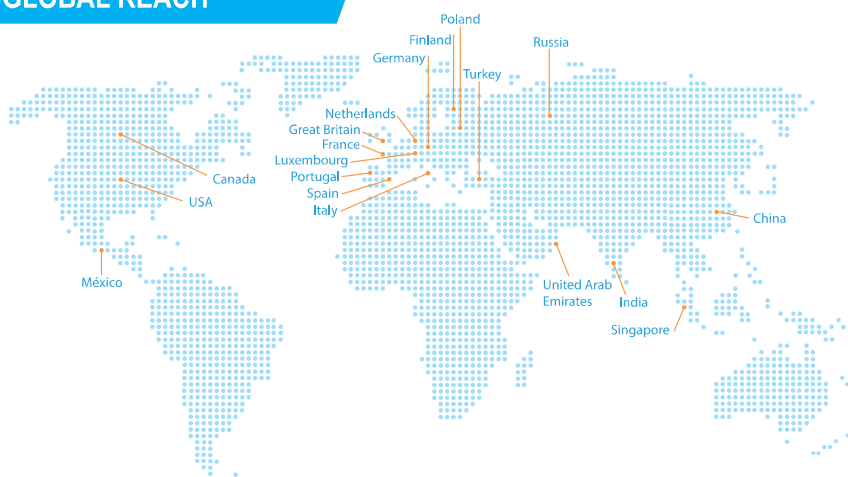 GLOBAL REACH
Poland
Finland
Russia
Germany
Turkey
Netherlands
Great Britain
France
Luxembourg
Canada
Portugal
Spain
USA
Italy
China
México
United Arab
Emirates
India
Singapore